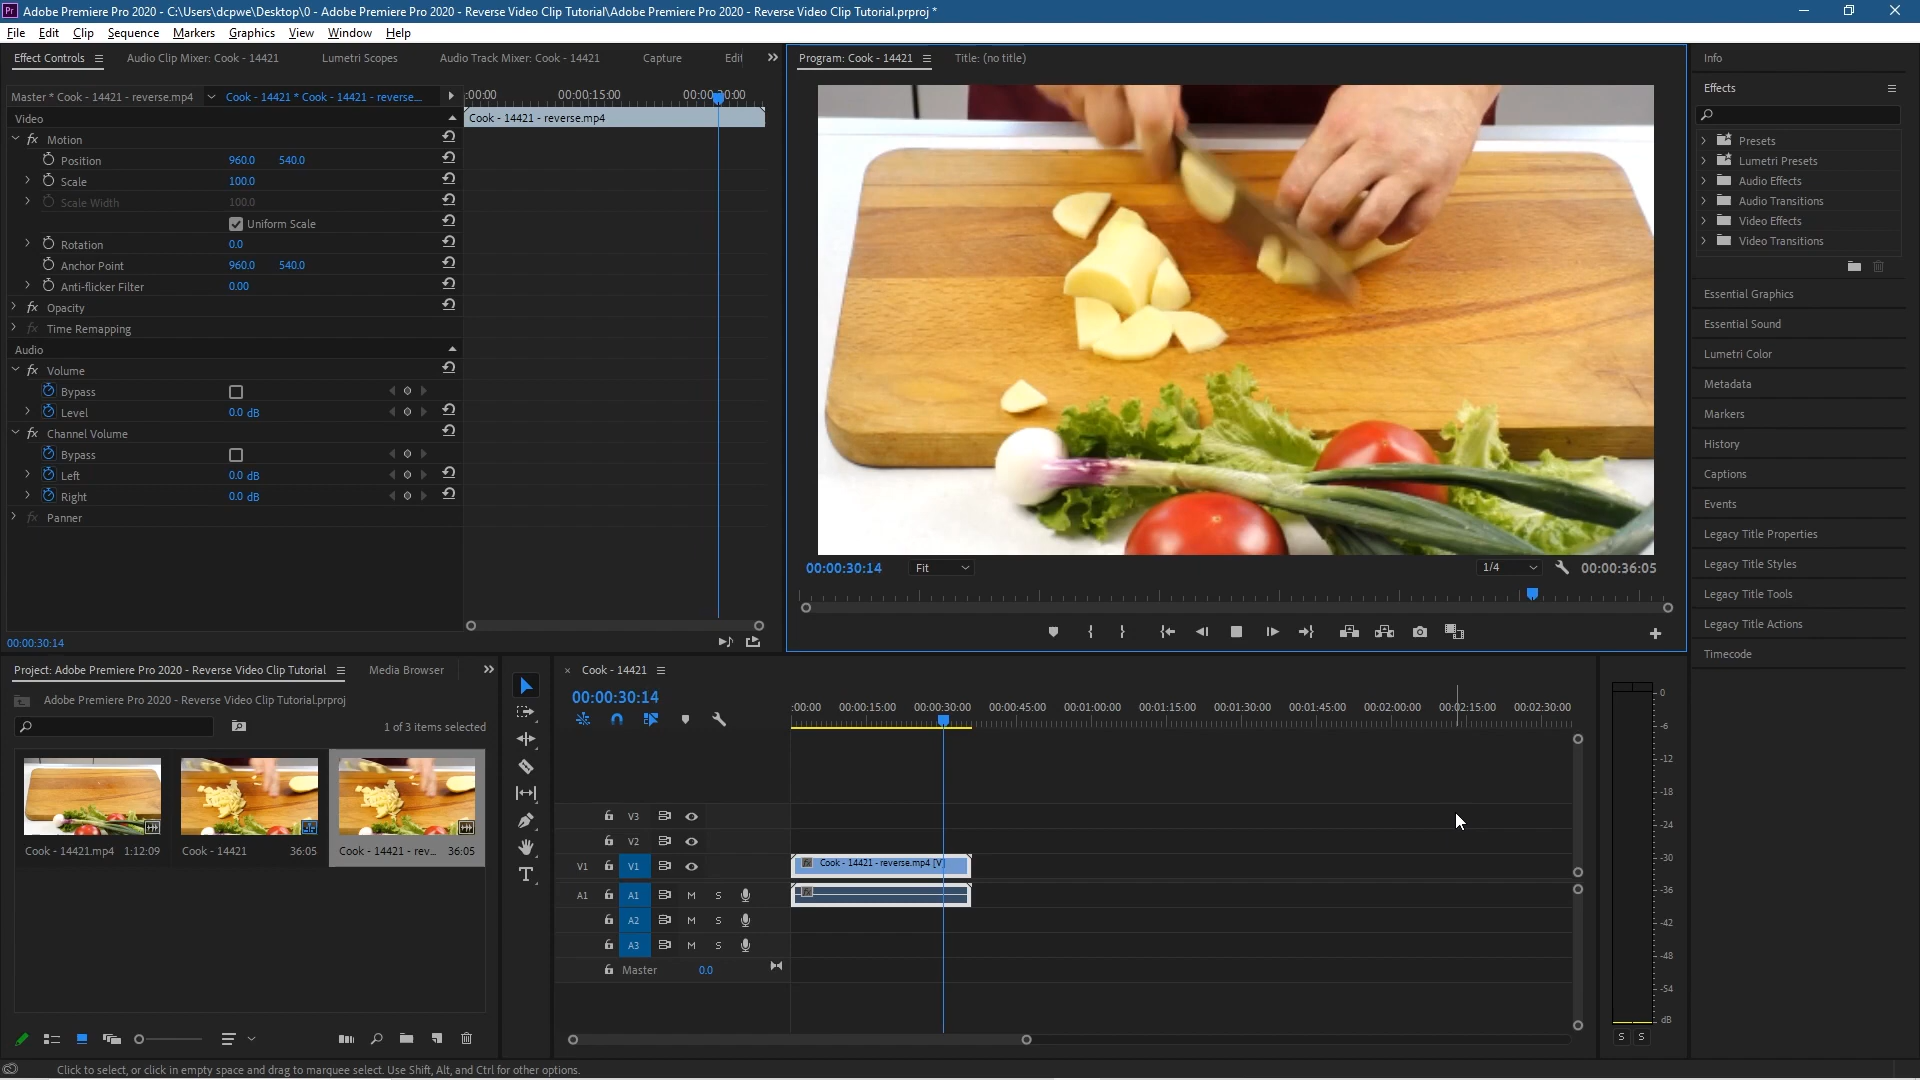 Pr Adobe Premiere Pro 2020 - C:\Users\dcpwe\Desktop\0 - Adobe Premiere Pro 2020 - Reverse Video Clip Tutorial\Adobe Premiere Pro 2020 - Reverse Video Clip Tutorial.prproj *
File Edit Clip Sequence Markers Graphics View Window Help
Effect Controls Audio Clip Mixer: Cook - 14421 Lumetri Scopes Audio Track Mixer: Cook - 14421 Capture Edit
Master * Cook - 14421 - reverse.mp4 Cook - 14421 * Cook - 14421 - reverse... :00:00 00:00:15:00 00:00:30:00
Video
Cook - 14421 - reverse.mp4
fx Motion
Position 960.0 540.0
Scale 100.0
Scale Width 100.0
Uniform Scale
Rotation 0.0
Anchor Point 960.0 540.0
Anti-flicker Filter 0.00
fx Opacity
fx Time Remapping
Audio
fx Volume
Bypass
Level 0.0 dB
fx Channel Volume
Bypass
Left 0.0 dB
Right 0.0 dB
fx Panner
00:00:30:14
Program: Cook - 14421 Title: (no title)
00:00:30:14 Fit 1/4 00:00:36:05
Info
Effects
Presets
Lumetri Presets
Audio Effects
Audio Transitions
Video Effects
Video Transitions
Essential Graphics
Essential Sound
Lumetri Color
Metadata
Markers
History
Captions
Events
Legacy Title Properties
Legacy Title Styles
Legacy Title Tools
Legacy Title Actions
Timecode
Project: Adobe Premiere Pro 2020 - Reverse Video Clip Tutorial Media Browser
Adobe Premiere Pro 2020 - Reverse Video Clip Tutorial.prproj
1 of 3 items selected
Cook - 14421.mp4 1:12:09 Cook - 14421 36:05 Cook - 14421 - rev... 36:05
× Cook - 14421
00:00:30:14
:00:00 00:00:15:00 00:00:30:00 00:00:45:00 00:01:00:00 00:01:15:00 00:01:30:00 00:01:45:00 00:02:00:00 00:02:15:00 00:02:30:00
V3
V2
V1 V1 fx Cook - 14421 - reverse.mp4 [V]
A1 A1 M S fx
A2 M S
A3 M S
Master 0.0
0
-6
-12
-18
-24
-30
-36
-42
-48
-54
dB
S S
Click to select, or click in empty space and drag to marquee select. Use Shift, Alt, and Ctrl for other options.